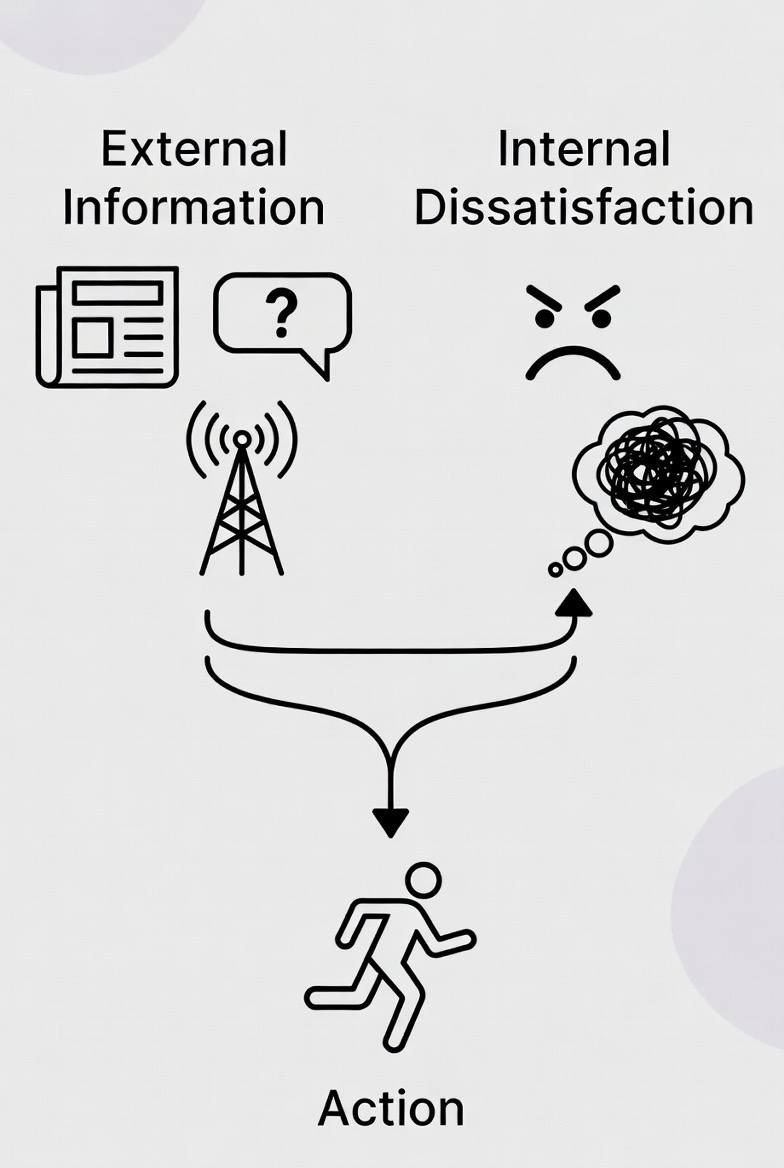 External
Information
Internal
Dissatisfaction
?
Action